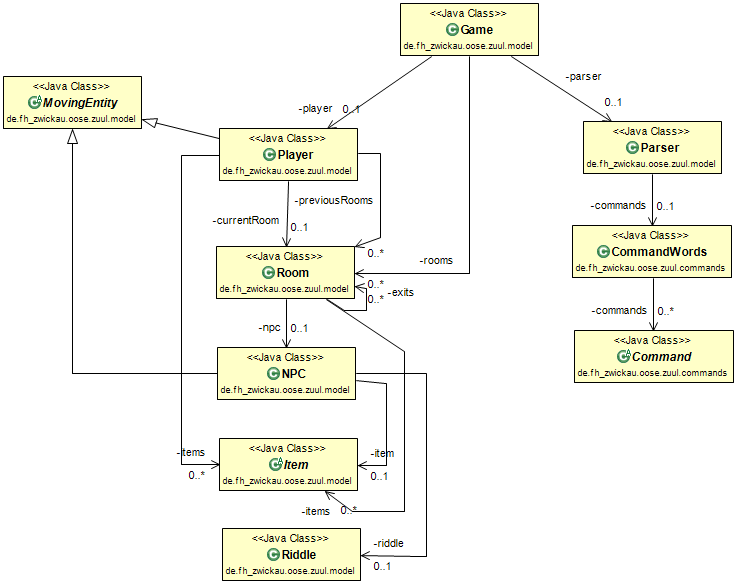 <<Java Class>>
Game
de.fh_zwickau.oose.zuul.model
-player
0..1
-parser
0..1
<<Java Class>>
MovingEntity
de.fh_zwickau.oose.zuul.model
<<Java Class>>
Player
de.fh_zwickau.oose.zuul.model
<<Java Class>>
Parser
de.fh_zwickau.oose.zuul.model
-previousRooms
0..*
-currentRoom
0..1
-commands
0..1
<<Java Class>>
Room
de.fh_zwickau.oose.zuul.model
-rooms
0..*
-exits
0..*
<<Java Class>>
CommandWords
de.fh_zwickau.oose.zuul.commands
-npc
0..1
-commands
0..*
<<Java Class>>
NPC
de.fh_zwickau.oose.zuul.model
<<Java Class>>
Command
de.fh_zwickau.oose.zuul.commands
-items
0..*
<<Java Class>>
Item
de.fh_zwickau.oose.zuul.model
-item
0..1
-items
0..*
<<Java Class>>
Riddle
de.fh_zwickau.oose.zuul.model
-riddle
0..1